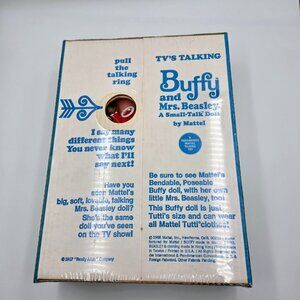 pull
the
talking
ring
I say many
different things
You never know
what I'll say
next!
Have you
seen Mattel's
big, soft, lovable, talking
Mrs. Beasley doll?
She's the same
doll you've seen
on the TV show!
TV'S TALKING
Buffy
and
Mrs. Beasley
A Small-Talk Doll
by Mattel
Be sure to see Mattel's
Bendable, Poseable
Buffy doll, with her own
little Mrs. Beasley, too!
This Buffy doll is just
Tutti's size and can wear
all Mattel Tutti clothes!